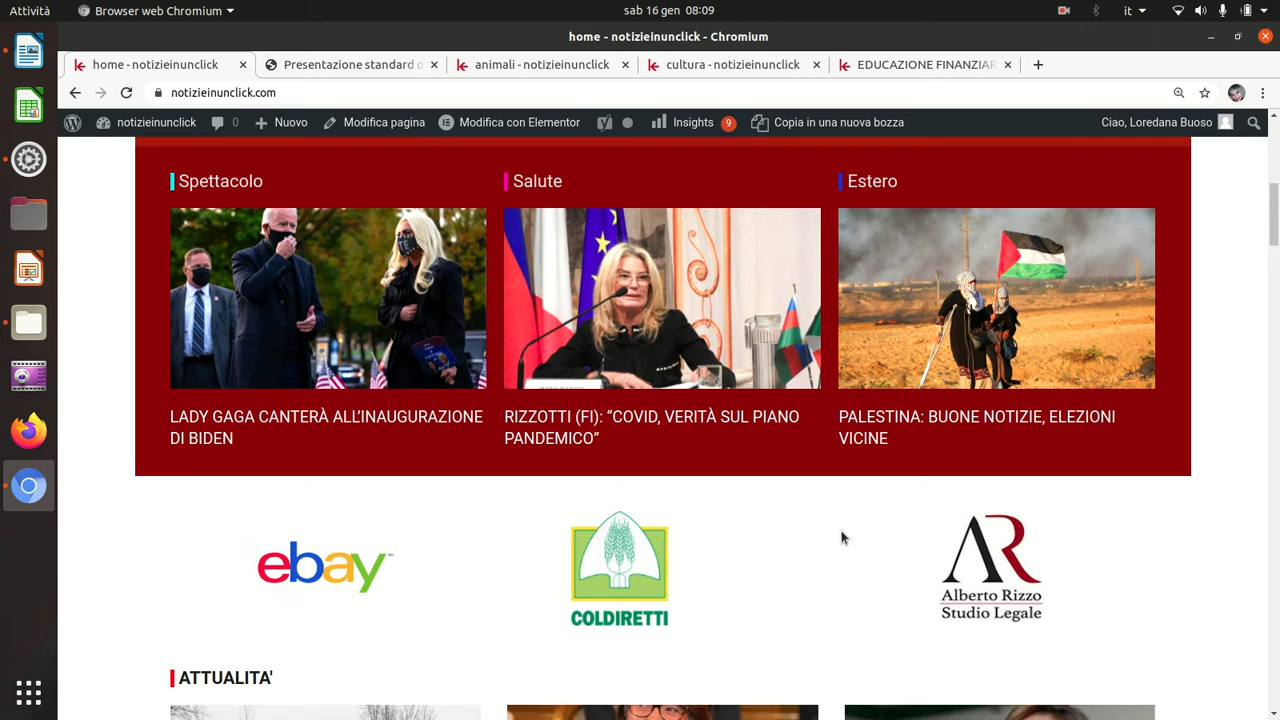 Attività
Browser web Chromium
sab 16 gen 08:09
it
home - notizieinunclick - Chromium
home - notizieinunclick
Presentazione standard d
animali - notizieinunclick
cultura - notizieinunclick
EDUCAZIONE FINANZIAR
notizieinunclick.com
notizieinunclick
0
Nuovo
Modifica pagina
Modifica con Elementor
Insights
9
Copia in una nuova bozza
Ciao, Loredana Buoso
Spettacolo
Salute
Estero
LADY GAGA CANTERÀ ALL’INAUGURAZIONE
DI BIDEN
RIZZOTTI (FI): “COVID, VERITÀ SUL PIANO
PANDEMICO”
PALESTINA: BUONE NOTIZIE, ELEZIONI
VICINE
ebay
COLDIRETTI
AR
Alberto Rizzo
Studio Legale
ATTUALITA'